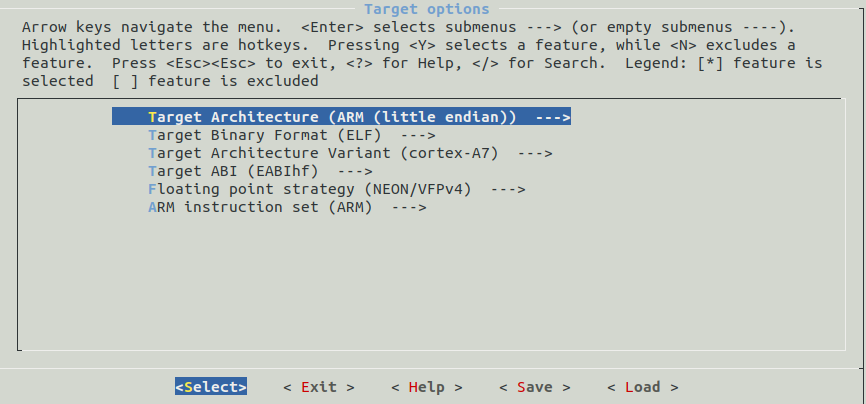 Target options
Arrow keys navigate the menu.  <Enter> selects submenus ---> (or empty submenus ----).
Highlighted letters are hotkeys.  Pressing <Y> selects a feature, while <N> excludes a
feature.  Press <Esc><Esc> to exit, <?> for Help, </> for Search.  Legend: [*] feature is
selected  [ ] feature is excluded
Target Architecture (ARM (little endian))  --->
Target Binary Format (ELF)  --->
Target Architecture Variant (cortex-A7)  --->
Target ABI (EABIhf)  --->
Floating point strategy (NEON/VFPv4)  --->
ARM instruction set (ARM)  --->
<Select>    < Exit >    < Help >    < Save >    < Load >